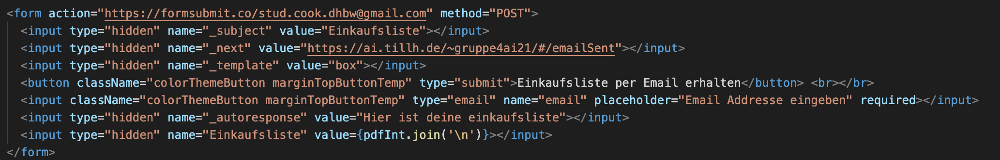 <form action="https://formsubmit.co/stud.cook.dhbw@gmail.com" method="POST">
<input type="hidden" name="_subject" value="Einkaufsliste"></input>
<input type="hidden" name="_next" value="https://ai.tillh.de/~gruppe4ai21/#/emailSent"></input>
<input type="hidden" name="_template" value="box"></input>
<button className="colorThemeButton marginTopButtonTemp" type="submit">Einkaufsliste per Email erhalten</button> <br></br>
<input className="colorThemeButton marginTopButtonTemp" type="email" name="email" placeholder="Email Addresse eingeben" required></input>
<input type="hidden" name="_autoresponse" value="Hier ist deine einkaufsliste"></input>
<input type="hidden" name="Einkaufsliste" value={pdfInt.join('\n')}></input>
</form>